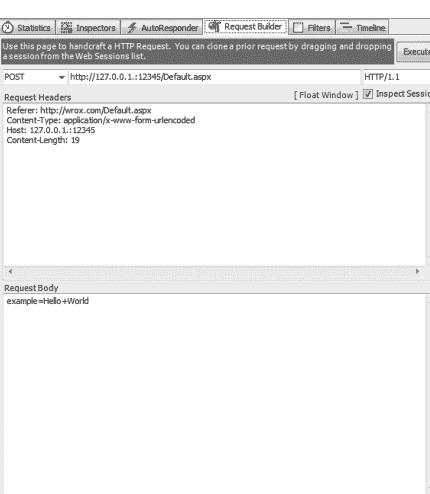 Statistics Inspectors AutoResponder Request Builder Filters Timeline
Use this page to handcraft a HTTP Request. You can clone a prior request by dragging and dropping
a session from the Web Sessions list.
Execute
POST http://127.0.0.1.:12345/Default.aspx HTTP/1.1
Request Headers [ Float Window ] Inspect Sessio
Referer: http://wrox.com/Default.aspx
Content-Type: application/x-www-form-urlencoded
Host: 127.0.0.1.:12345
Content-Length: 19
Request Body
example=Hello+World